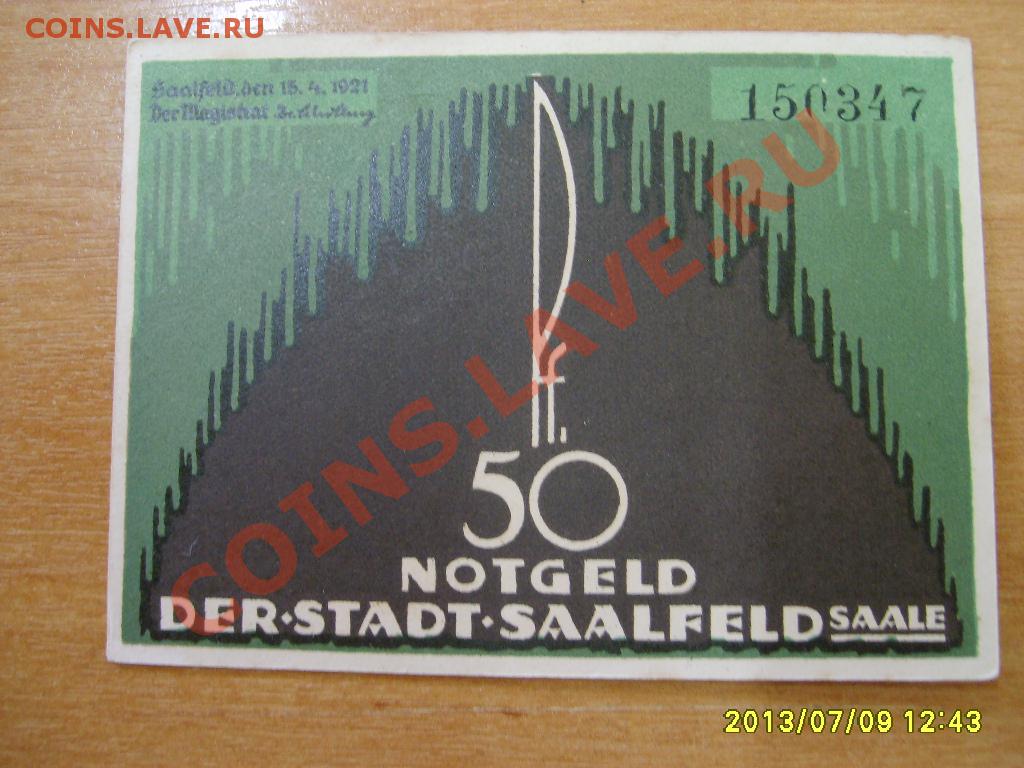 COINS.LAVE.RU
Saalfeld, den 15.4.1921
Der Magistrat
150347
Pf.
50
NOTGELD
DER·STADT·SAALFELD SAALE
COINS.LAVE.RU
2013/07/09 12:43